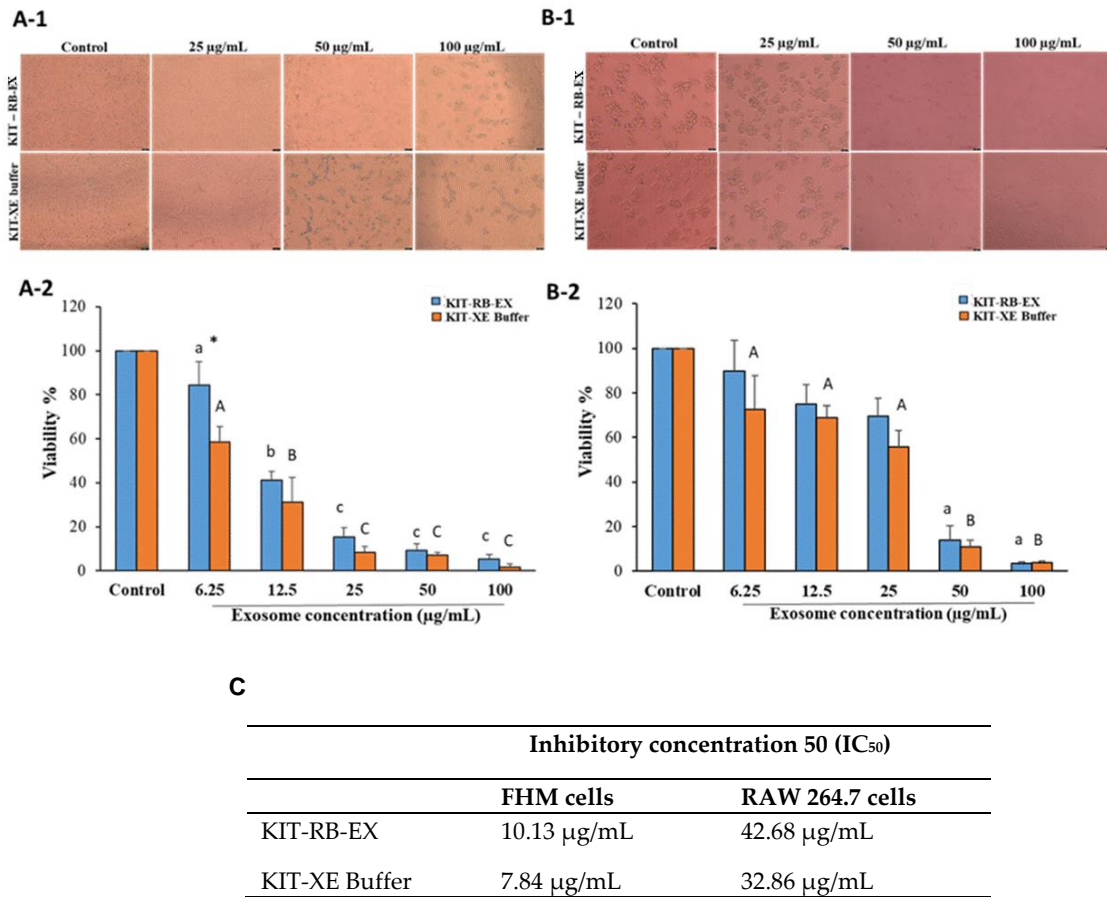 A-1
Control 25 µg/mL 50 µg/mL 100 µg/mL
KIT – RB-EX
KIT-XE buffer
B-1
Control 25 µg/mL 50 µg/mL 100 µg/mL
KIT – RB-EX
KIT-XE buffer
A-2
KIT-RB-EX
KIT-XE Buffer
Viability %
120
100
80
60
40
20
0
a * A b B c C c C c C
Control 6.25 12.5 25 50 100
Exosome concentration (µg/mL)
B-2
KIT-RB-EX
KIT-XE Buffer
Viability %
120
100
80
60
40
20
0
A A A a B a B
Control 6.25 12.5 25 50 100
Exosome concentration (µg/mL)
C
Inhibitory concentration 50 (IC₅₀)
FHM cells RAW 264.7 cells
KIT-RB-EX 10.13 µg/mL 42.68 µg/mL
KIT-XE Buffer 7.84 µg/mL 32.86 µg/mL